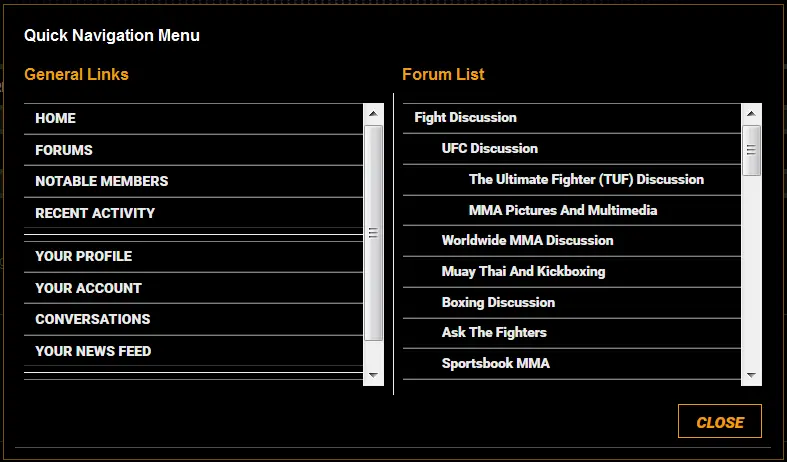 Quick Navigation Menu
General Links
HOME
FORUMS
NOTABLE MEMBERS
RECENT ACTIVITY
YOUR PROFILE
YOUR ACCOUNT
CONVERSATIONS
YOUR NEWS FEED
Forum List
Fight Discussion
UFC Discussion
The Ultimate Fighter (TUF) Discussion
MMA Pictures And Multimedia
Worldwide MMA Discussion
Muay Thai And Kickboxing
Boxing Discussion
Ask The Fighters
Sportsbook MMA
CLOSE